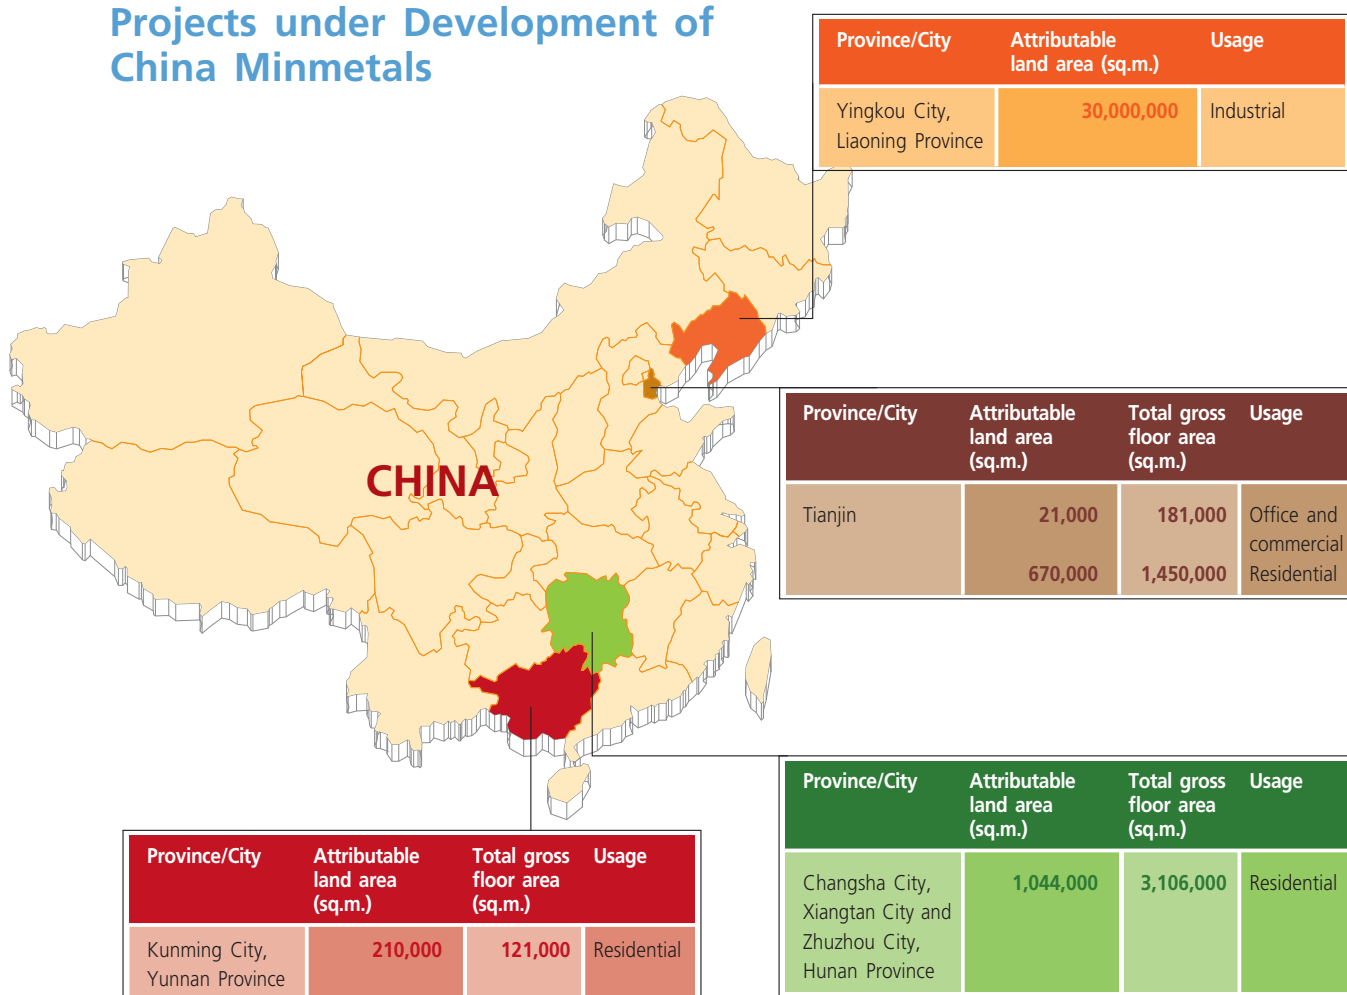 Projects under Development of
China Minmetals
Province/City Attributable land area (sq.m.) Usage
Yingkou City, 30,000,000 Industrial
Liaoning Province
CHINA
Province/City Attributable land area (sq.m.) Total gross floor area (sq.m.) Usage
Tianjin 21,000 181,000 Office and
commercial
670,000 1,450,000 Residential
Province/City Attributable land area (sq.m.) Total gross floor area (sq.m.) Usage
Changsha City, 1,044,000 3,106,000 Residential
Xiangtan City and
Zhuzhou City,
Hunan Province
Province/City Attributable land area (sq.m.) Total gross floor area (sq.m.) Usage
Kunming City, 210,000 121,000 Residential
Yunnan Province